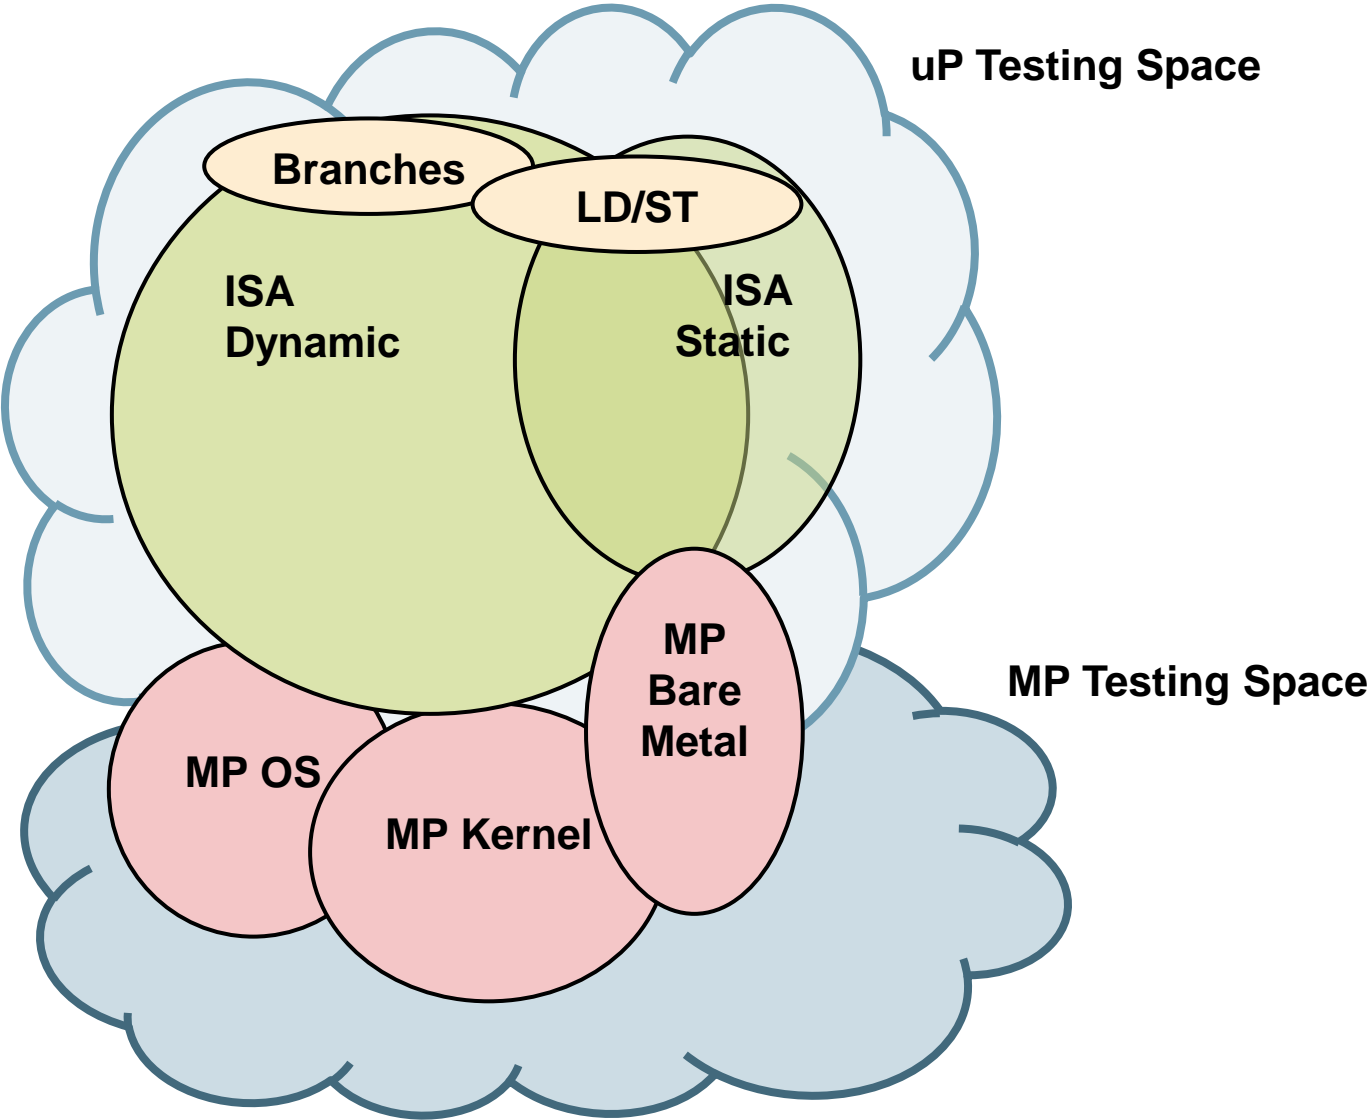 uP Testing Space
Branches
LD/ST
ISA
Dynamic
ISA
Static
MP
Bare
Metal
MP Testing Space
MP OS
MP Kernel